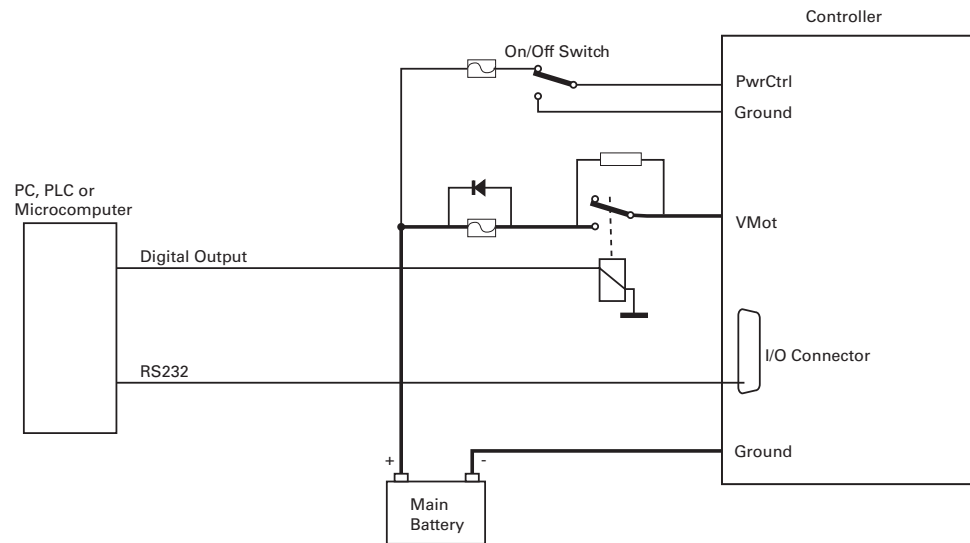 Controller
On/Off Switch
PwrCtrl
Ground
PC, PLC or
Microcomputer
VMot
Digital Output
I/O Connector
RS232
Ground
+ -
Main
Battery